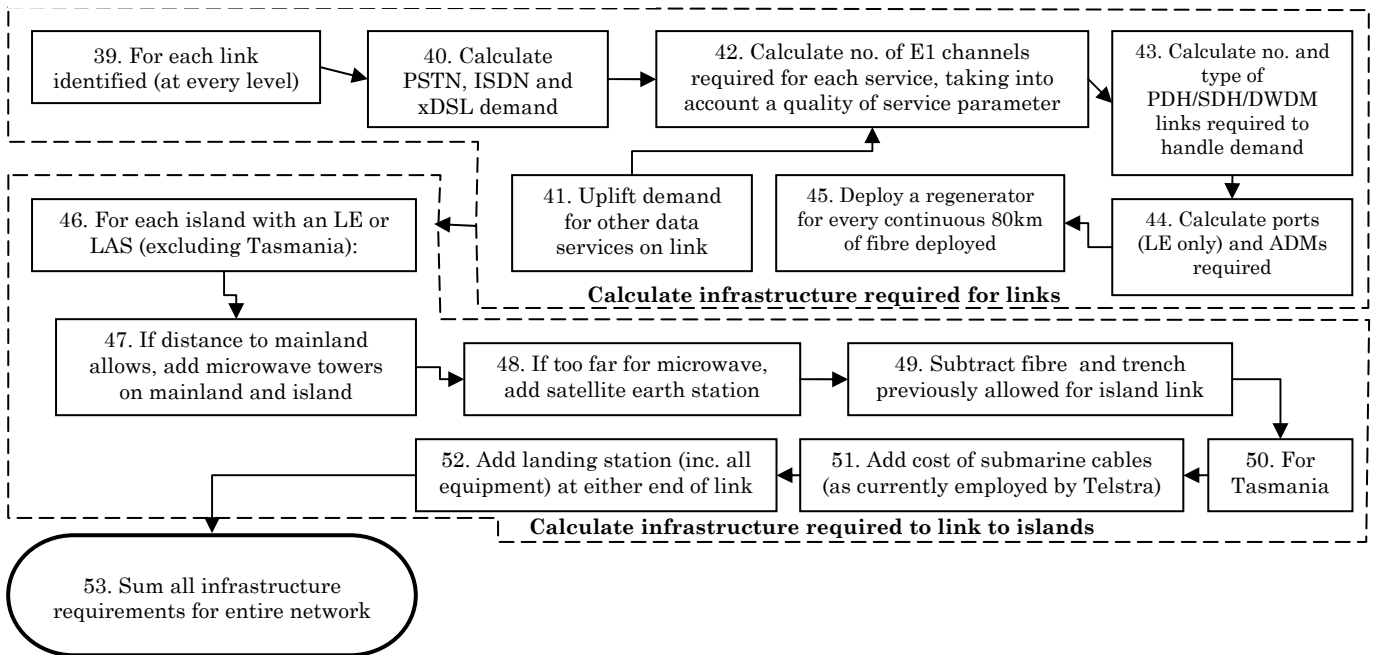 39. For each link
identified (at every level)
40. Calculate
PSTN, ISDN and
xDSL demand
42. Calculate no. of E1 channels
required for each service, taking into
account a quality of service parameter
43. Calculate no. and
type of
PDH/SDH/DWDM
links required to
handle demand
41. Uplift demand
for other data
services on link
45. Deploy a regenerator
for every continuous 80km
of fibre deployed
44. Calculate ports
(LE only) and ADMs
required
Calculate infrastructure required for links
46. For each island with an LE or
LAS (excluding Tasmania):
47. If distance to mainland
allows, add microwave towers
on mainland and island
48. If too far for microwave,
add satellite earth station
49. Subtract fibre and trench
previously allowed for island link
50. For
Tasmania
51. Add cost of submarine cables
(as currently employed by Telstra)
52. Add landing station (inc. all
equipment) at either end of link
Calculate infrastructure required to link to islands
53. Sum all infrastructure
requirements for entire network